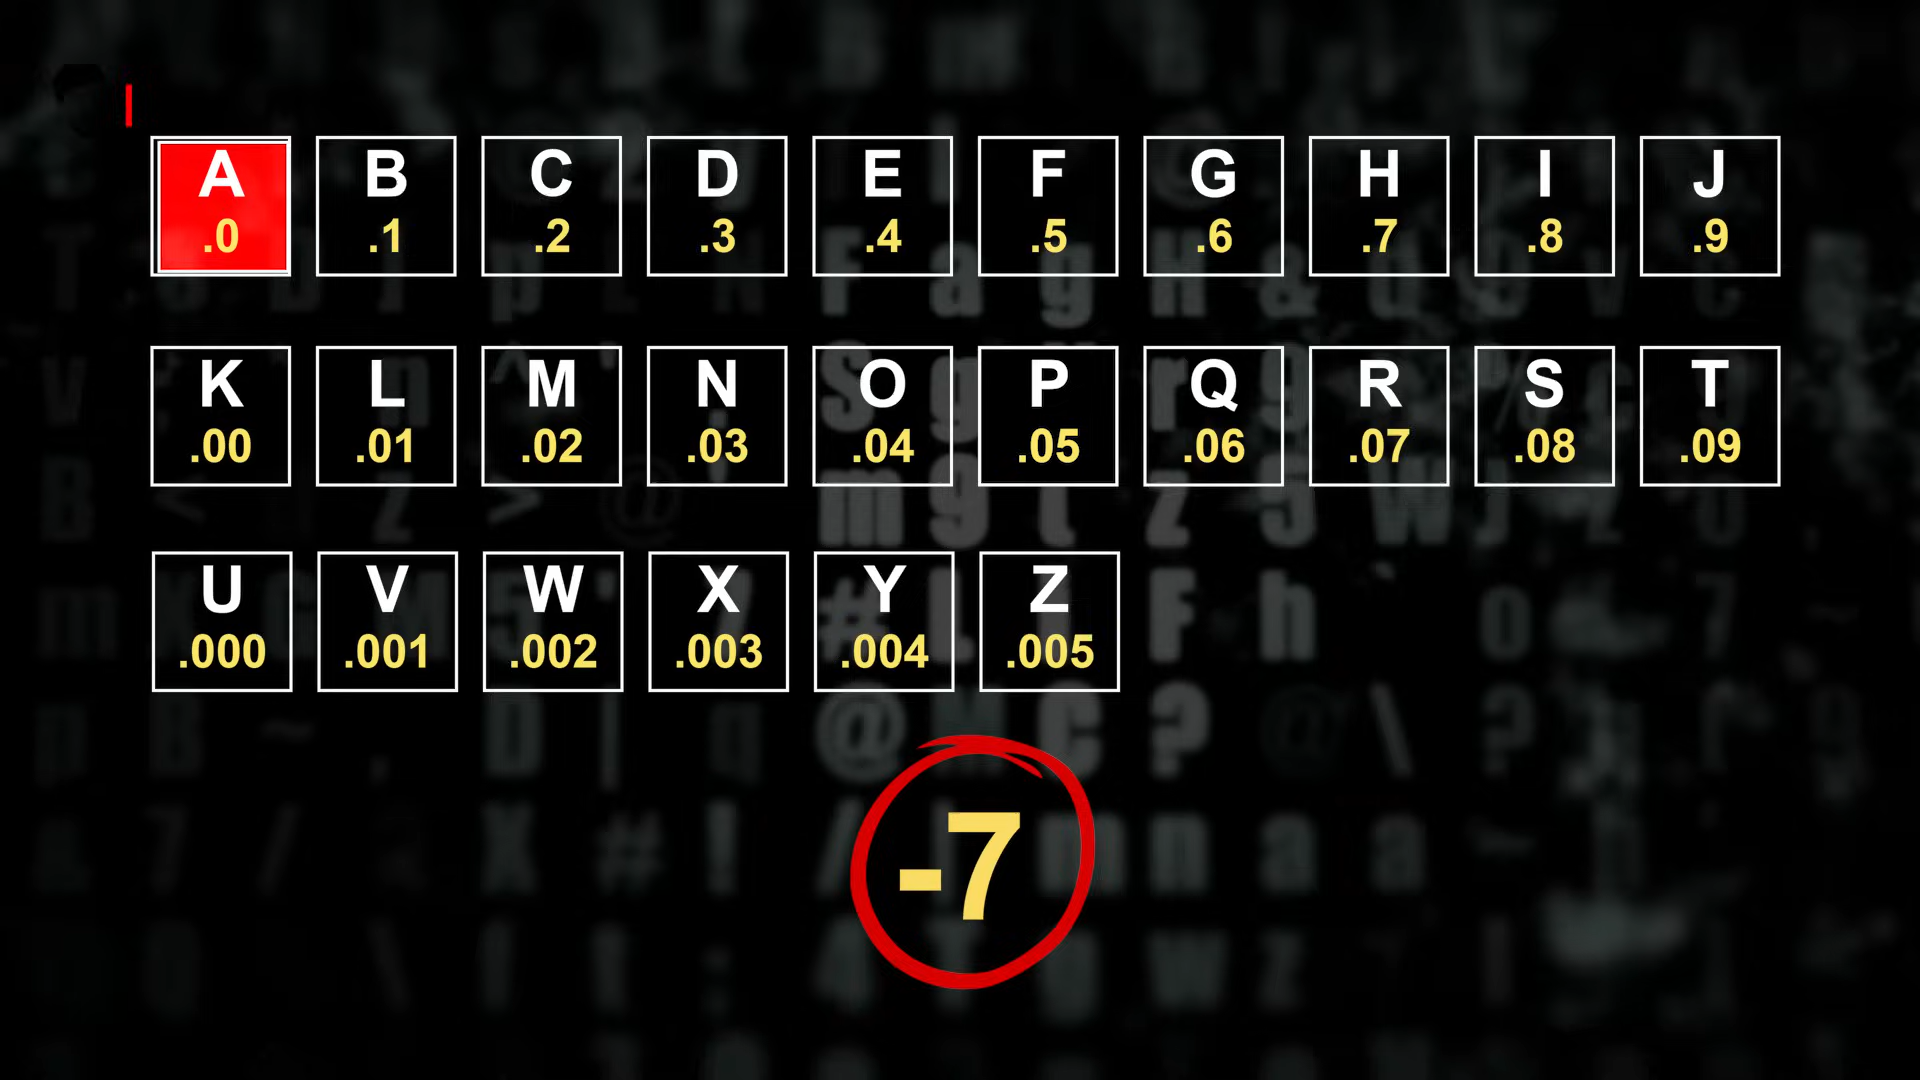 A B C D E F G H I J
.0 .1 .2 .3 .4 .5 .6 .7 .8 .9
K L M N O P Q R S T
.00 .01 .02 .03 .04 .05 .06 .07 .08 .09
U V W X Y Z
.000 .001 .002 .003 .004 .005
-7